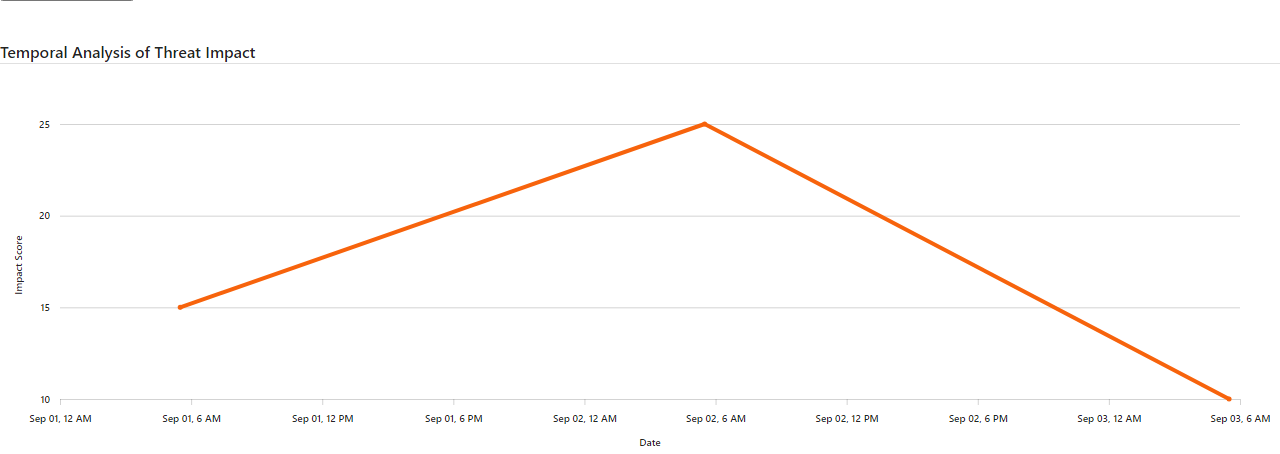 Temporal Analysis of Threat Impact
25
20
15
10
Impact Score
Sep 01, 12 AM Sep 01, 6 AM Sep 01, 12 PM Sep 01, 6 PM Sep 02, 12 AM Sep 02, 6 AM Sep 02, 12 PM Sep 02, 6 PM Sep 03, 12 AM Sep 03, 6 AM
Date